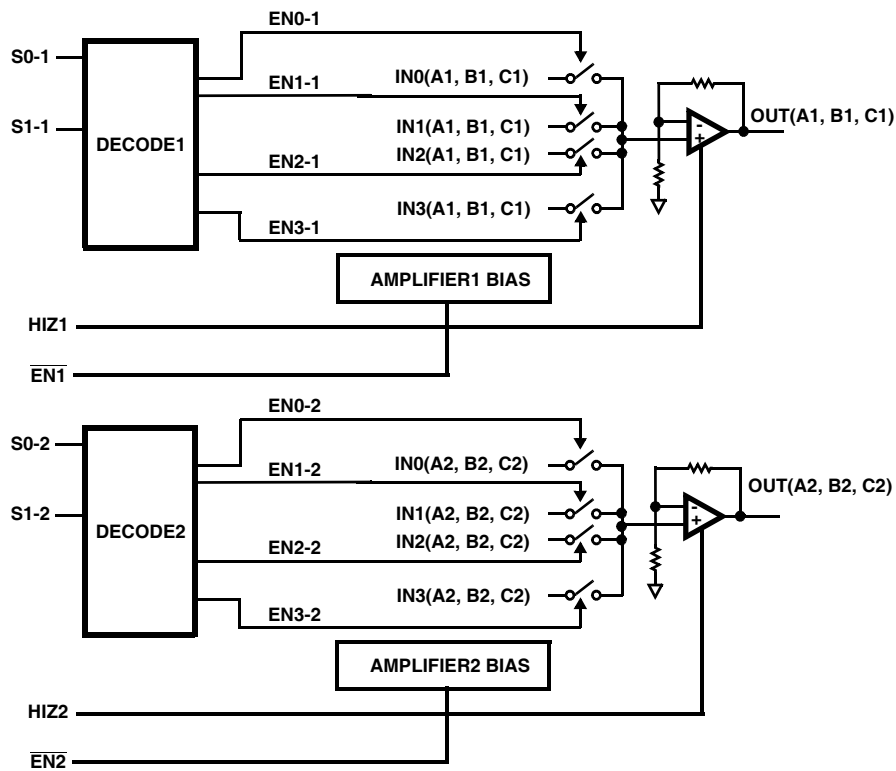 EN0-1
S0-1
EN1-1
IN0(A1, B1, C1)
OUT(A1, B1, C1)
S1-1
DECODE1
IN1(A1, B1, C1)
-
+
EN2-1
IN2(A1, B1, C1)
IN3(A1, B1, C1)
EN3-1
AMPLIFIER1 BIAS
HIZ1
E̅N̅1̅
EN0-2
S0-2
EN1-2
IN0(A2, B2, C2)
OUT(A2, B2, C2)
S1-2
DECODE2
IN1(A2, B2, C2)
-
+
EN2-2
IN2(A2, B2, C2)
IN3(A2, B2, C2)
EN3-2
AMPLIFIER2 BIAS
HIZ2
E̅N̅2̅